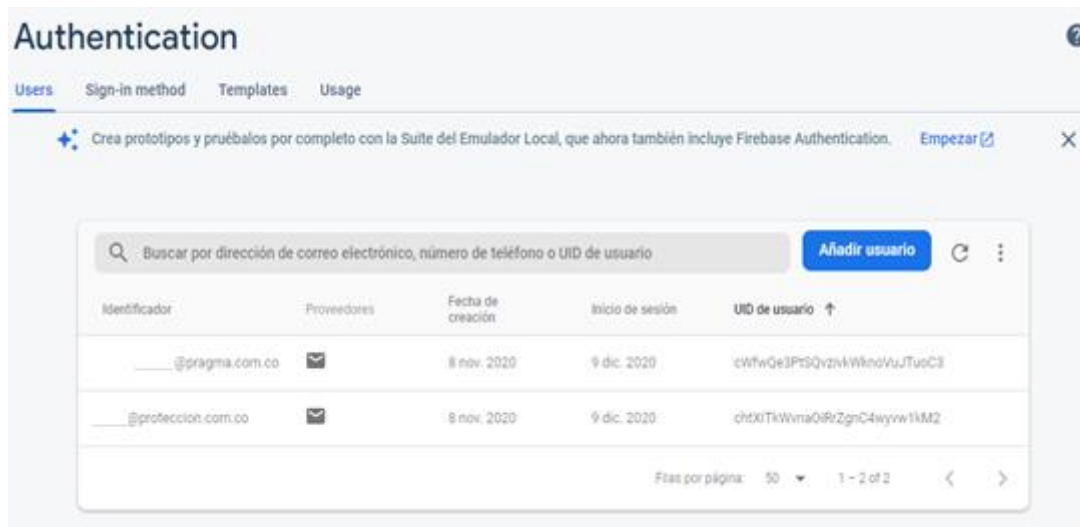 Authentication
Users Sign-in method Templates Usage
Crea prototipos y pruébalos por completo con la Suite del Emulador Local, que ahora también incluye Firebase Authentication. Empezar
Buscar por dirección de correo electrónico, número de teléfono o UID de usuario Añadir usuario
Identificador Proveedores Fecha de creación Inicio de sesión UID de usuario
@pragma.com.co 8 nov. 2020 9 dic. 2020
@proteccion.com.co 8 nov. 2020 9 dic. 2020
Filas por página: 50 1 – 2 of 2